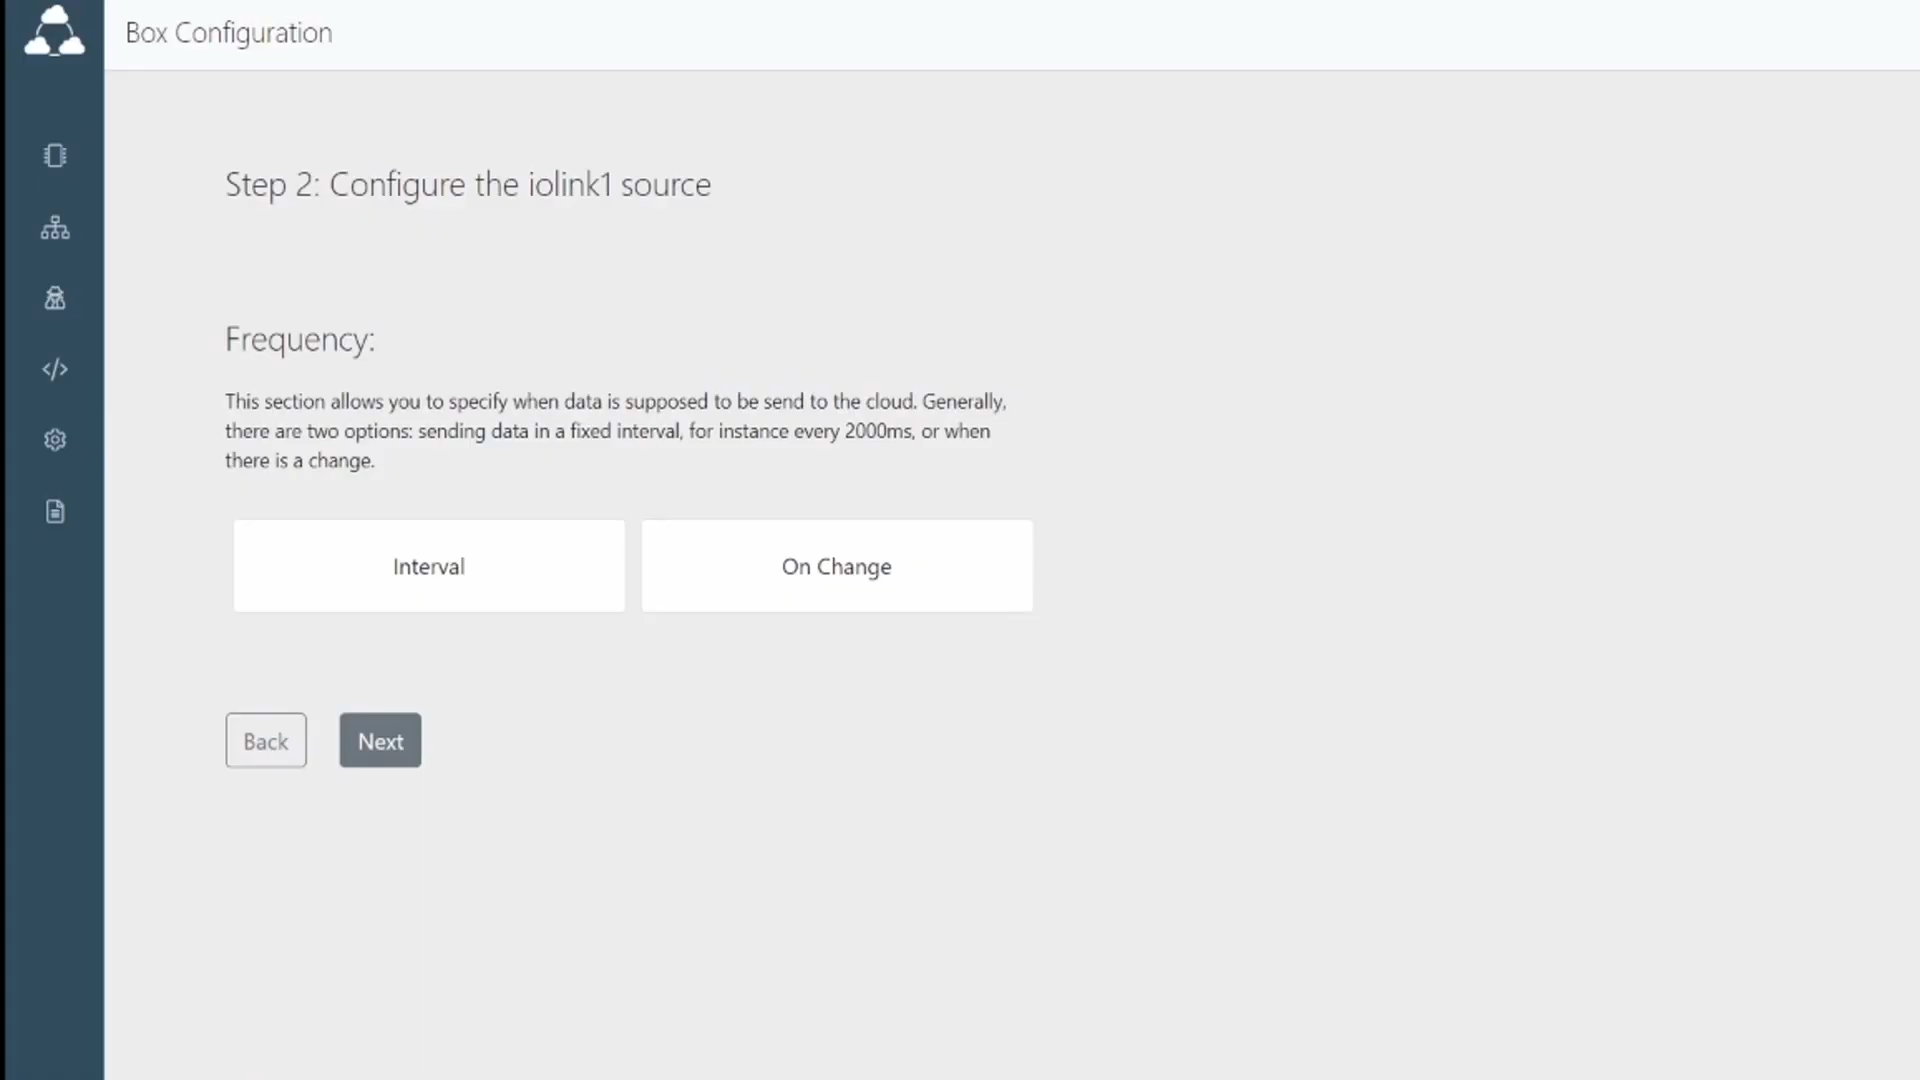 Box Configuration
Step 2: Configure the iolink1 source
Frequency:
This section allows you to specify when data is supposed to be send to the cloud. Generally,
there are two options: sending data in a fixed interval, for instance every 2000ms, or when
there is a change.
Interval
On Change
Back
Next